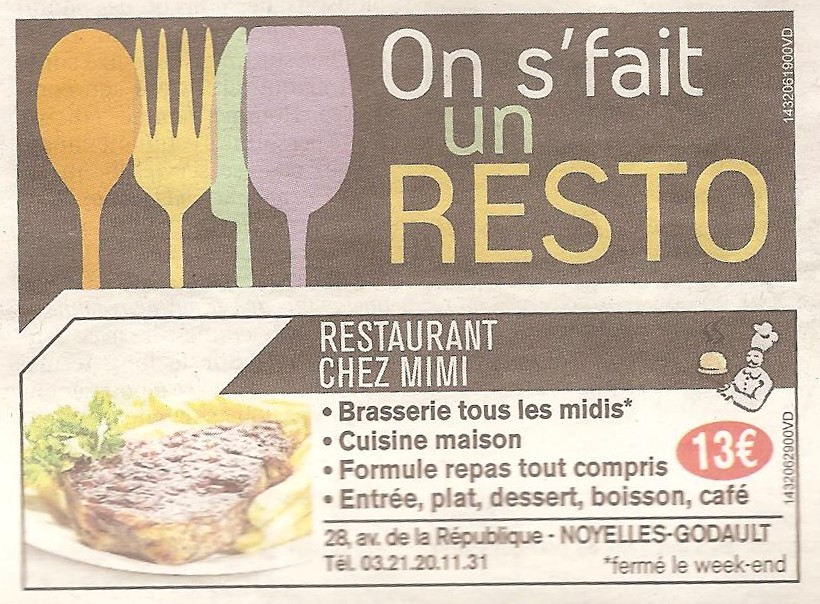 On s'fait
un
RESTO
1432061900VD
RESTAURANT
CHEZ MIMI
• Brasserie tous les midis*
• Cuisine maison
• Formule repas tout compris
• Entrée, plat, dessert, boisson, café
13€
28, av. de la République - NOYELLES-GODAULT
Tél. 03.21.20.11.31
*fermé le week-end
1432062900VD